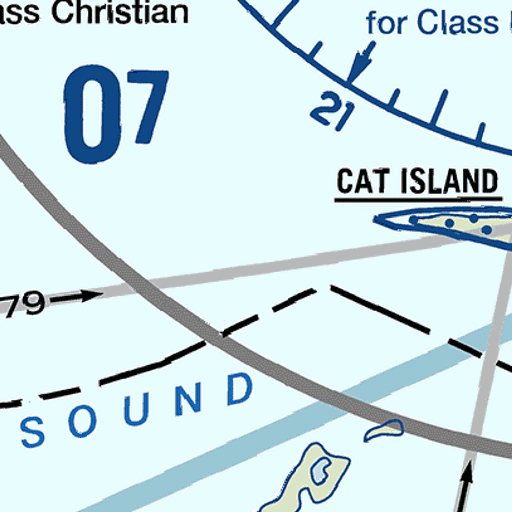 ass Christian
for Class
07
21
CAT ISLAND
79
SOUND